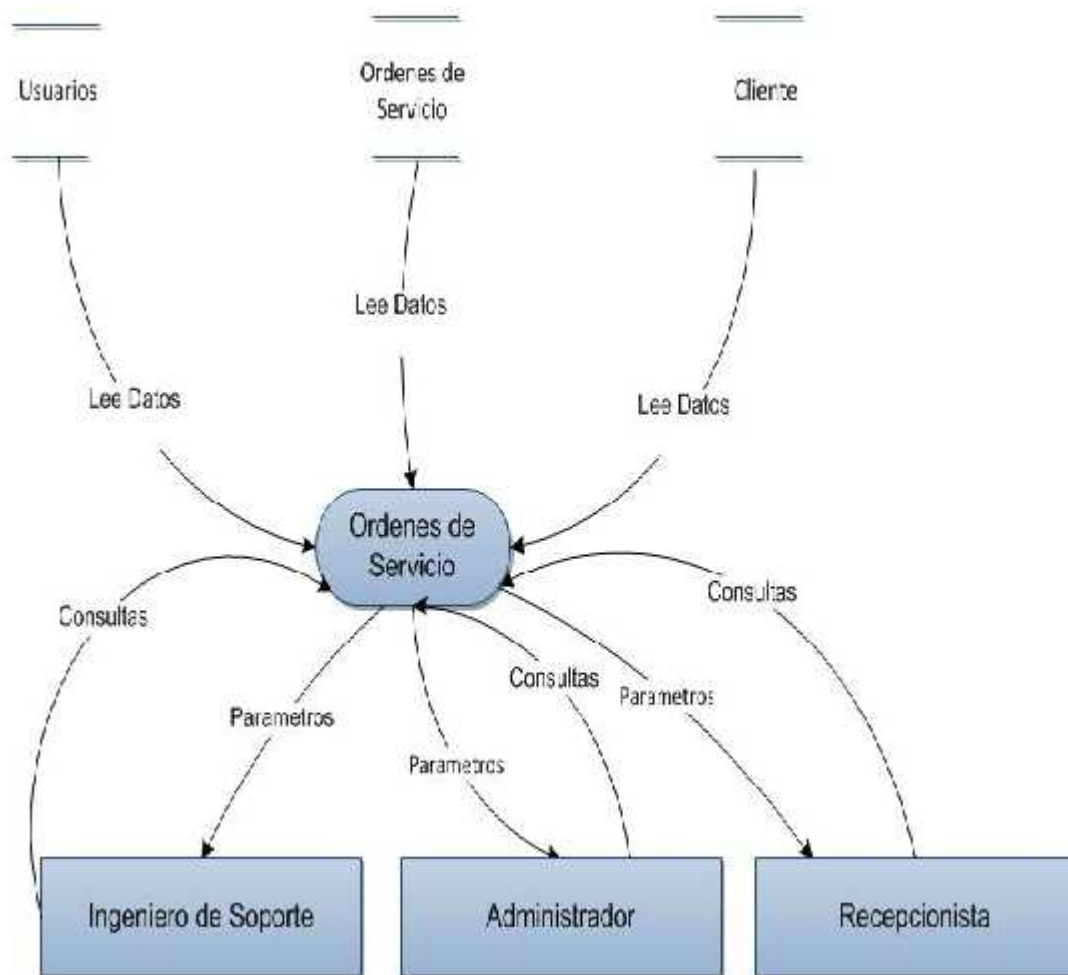 Usuarios
Ordenes de
Servicio
Cliente
Lee Datos
Lee Datos
Lee Datos
Ordenes de
Servicio
Consultas
Consultas
Consultas
Parametros
Parametros
Parametros
Ingeniero de Soporte
Administrador
Recepcionista